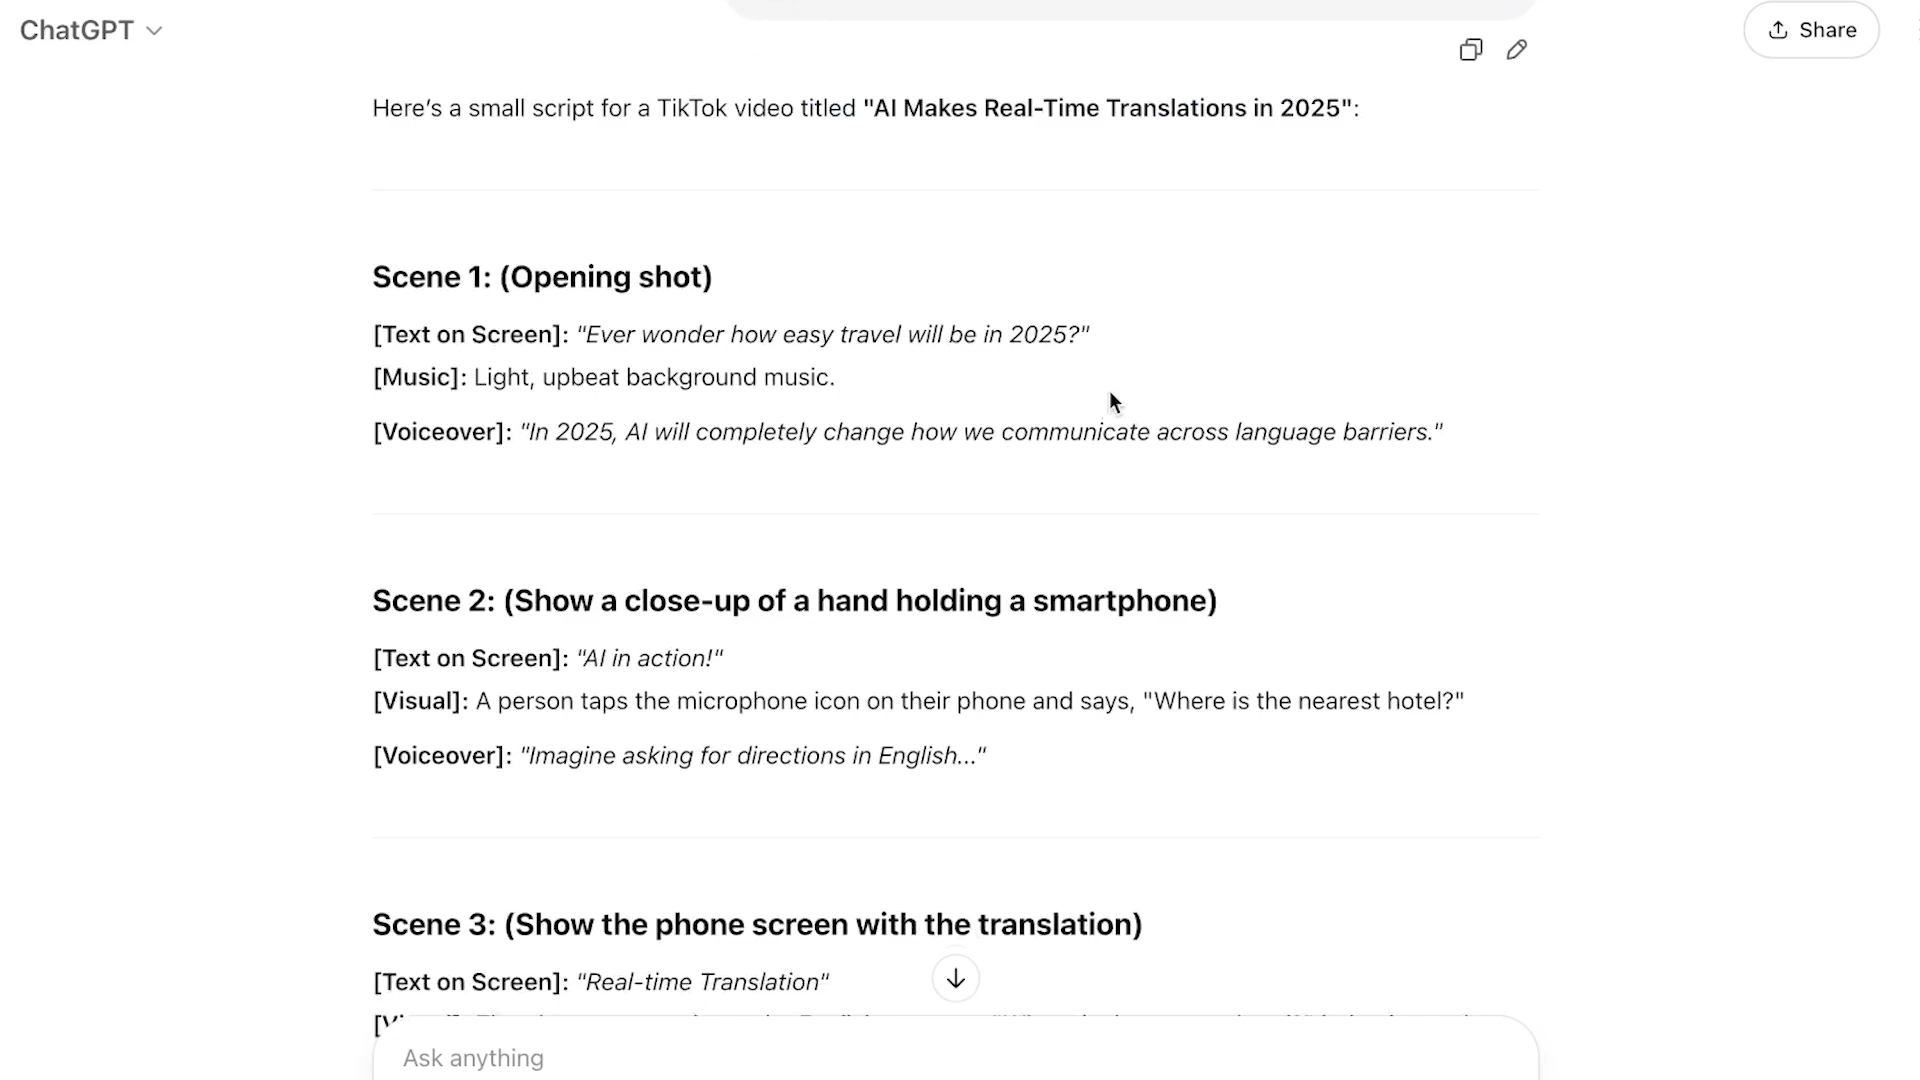 ChatGPT
Share
Here's a small script for a TikTok video titled "AI Makes Real-Time Translations in 2025":
Scene 1: (Opening shot)
[Text on Screen]: "Ever wonder how easy travel will be in 2025?"
[Music]: Light, upbeat background music.
[Voiceover]: "In 2025, AI will completely change how we communicate across language barriers."
Scene 2: (Show a close-up of a hand holding a smartphone)
[Text on Screen]: "AI in action!"
[Visual]: A person taps the microphone icon on their phone and says, "Where is the nearest hotel?"
[Voiceover]: "Imagine asking for directions in English..."
Scene 3: (Show the phone screen with the translation)
[Text on Screen]: "Real-time Translation"
Ask anything